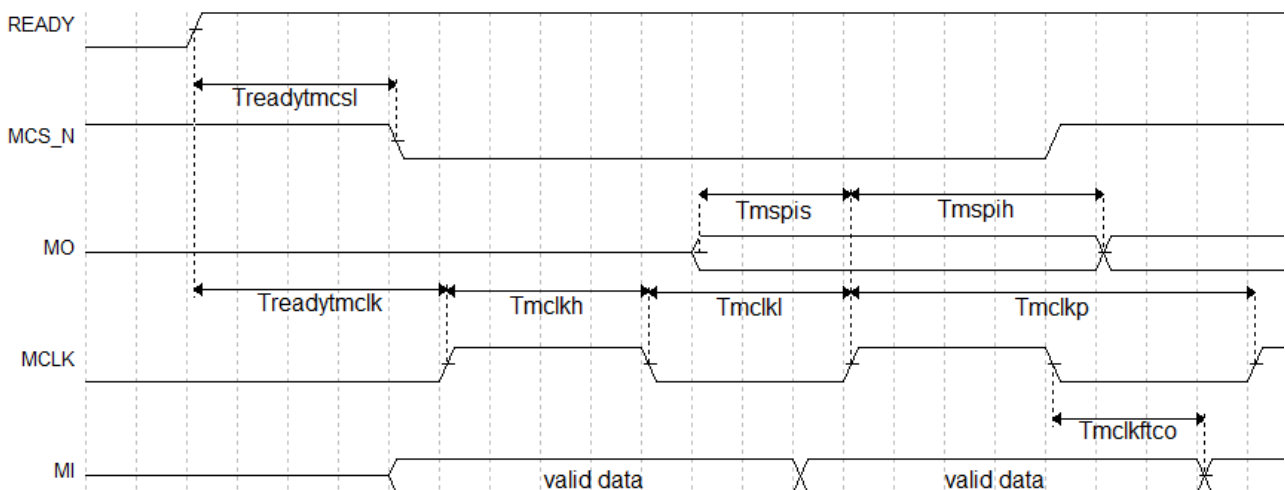 READY
Treadytmcsl
MCS_N
Tmspis
Tmspih
MO
Treadytmclk
Tmclkh
Tmclkl
Tmclkp
MCLK
Tmclkftco
MI
valid data
valid data